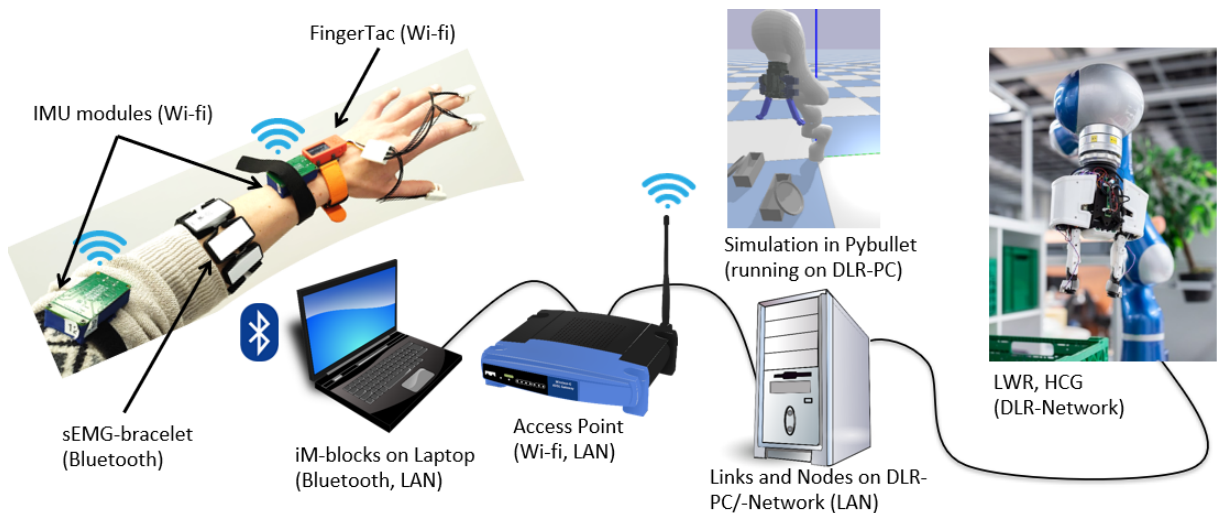 FingerTac (Wi-fi)
IMU modules (Wi-fi)
Simulation in Pybullet
(running on DLR-PC)
LWR, HCG
(DLR-Network)
sEMG-bracelet
(Bluetooth)
iM-blocks on Laptop
(Bluetooth, LAN)
Access Point
(Wi-fi, LAN)
Links and Nodes on DLR-
PC/-Network (LAN)